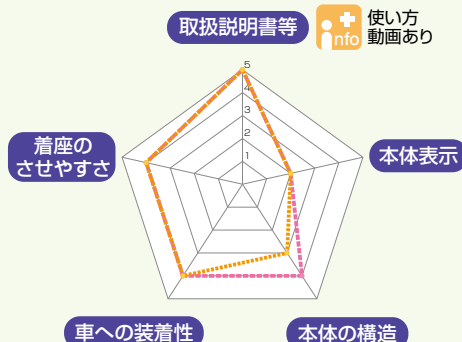 取扱説明書等
info
使い方
動画あり
5
4
3
2
1
着座の
させやすさ
本体表示
車への装着性
本体の構造